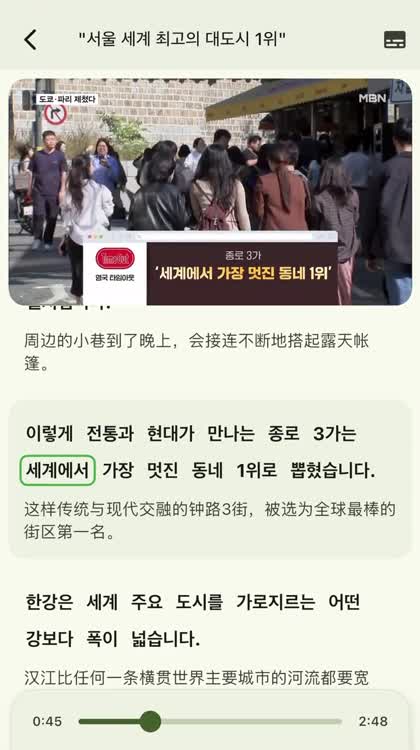 "서울 세계 최고의 대도시 1위"
도쿄·파리 제쳤다
MBN
TimeOut
영국 타임아웃
종로 3가
'세계에서 가장 멋진 동네 1위'
周边的小巷到了晚上，会接连不断地搭起露天帐
篷。
이렇게 전통과 현대가 만나는 종로 3가는
세계에서 가장 멋진 동네 1위로 뽑혔습니다.
这样传统与现代交融的钟路3街，被选为全球最棒的
街区第一名。
한강은 세계 주요 도시를 가로지르는 어떤
강보다 폭이 넓습니다.
汉江比任何一条横贯世界主要城市的河流都要宽
0:45
2:48